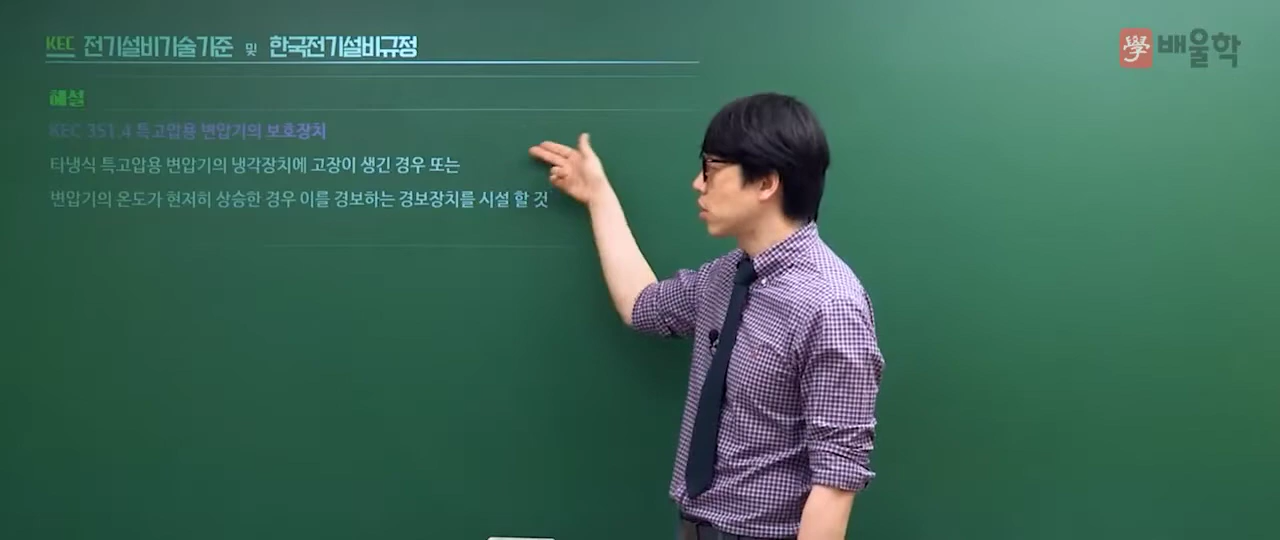 KEC 전기설비기술기준 및 한국전기설비규정
學 배울학
해설
KEC 351.4 특고압용 변압기의 보호장치
타냉식 특고압용 변압기의 냉각장치에 고장이 생긴 경우 또는
변압기의 온도가 현저히 상승한 경우 이를 경보하는 경보장치를 시설 할 것